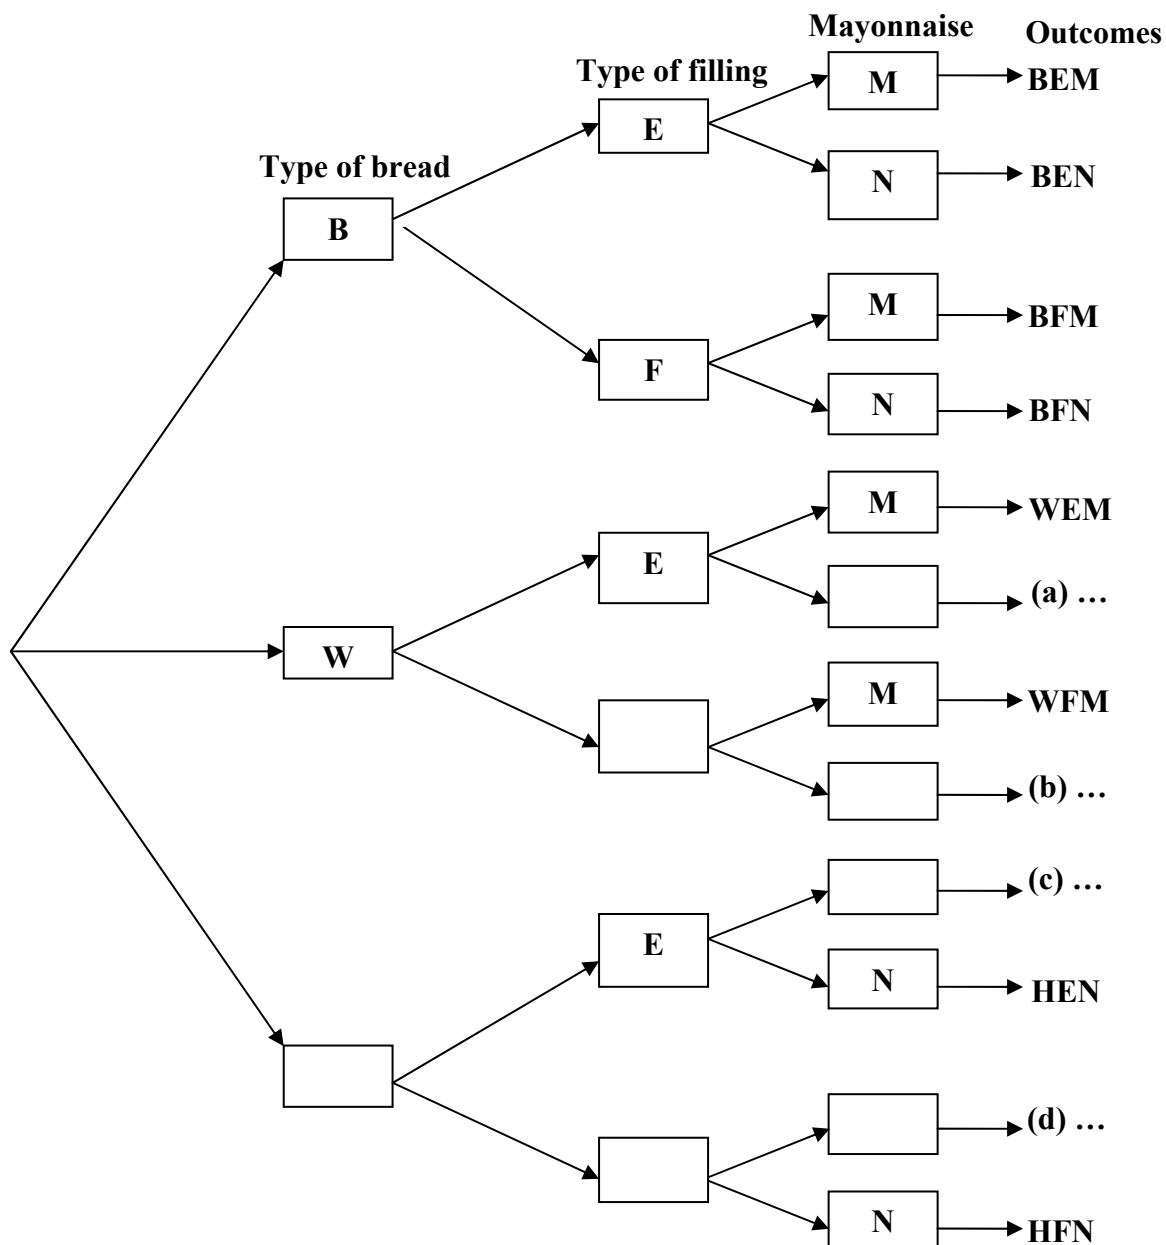 Mayonnaise
Outcomes
Type of filling
M
BEM
E
Type of bread
N
BEN
B
M
BFM
F
N
BFN
M
WEM
E
(a) …
W
M
WFM
(b) …
(c) …
E
N
HEN
(d) …
N
HFN